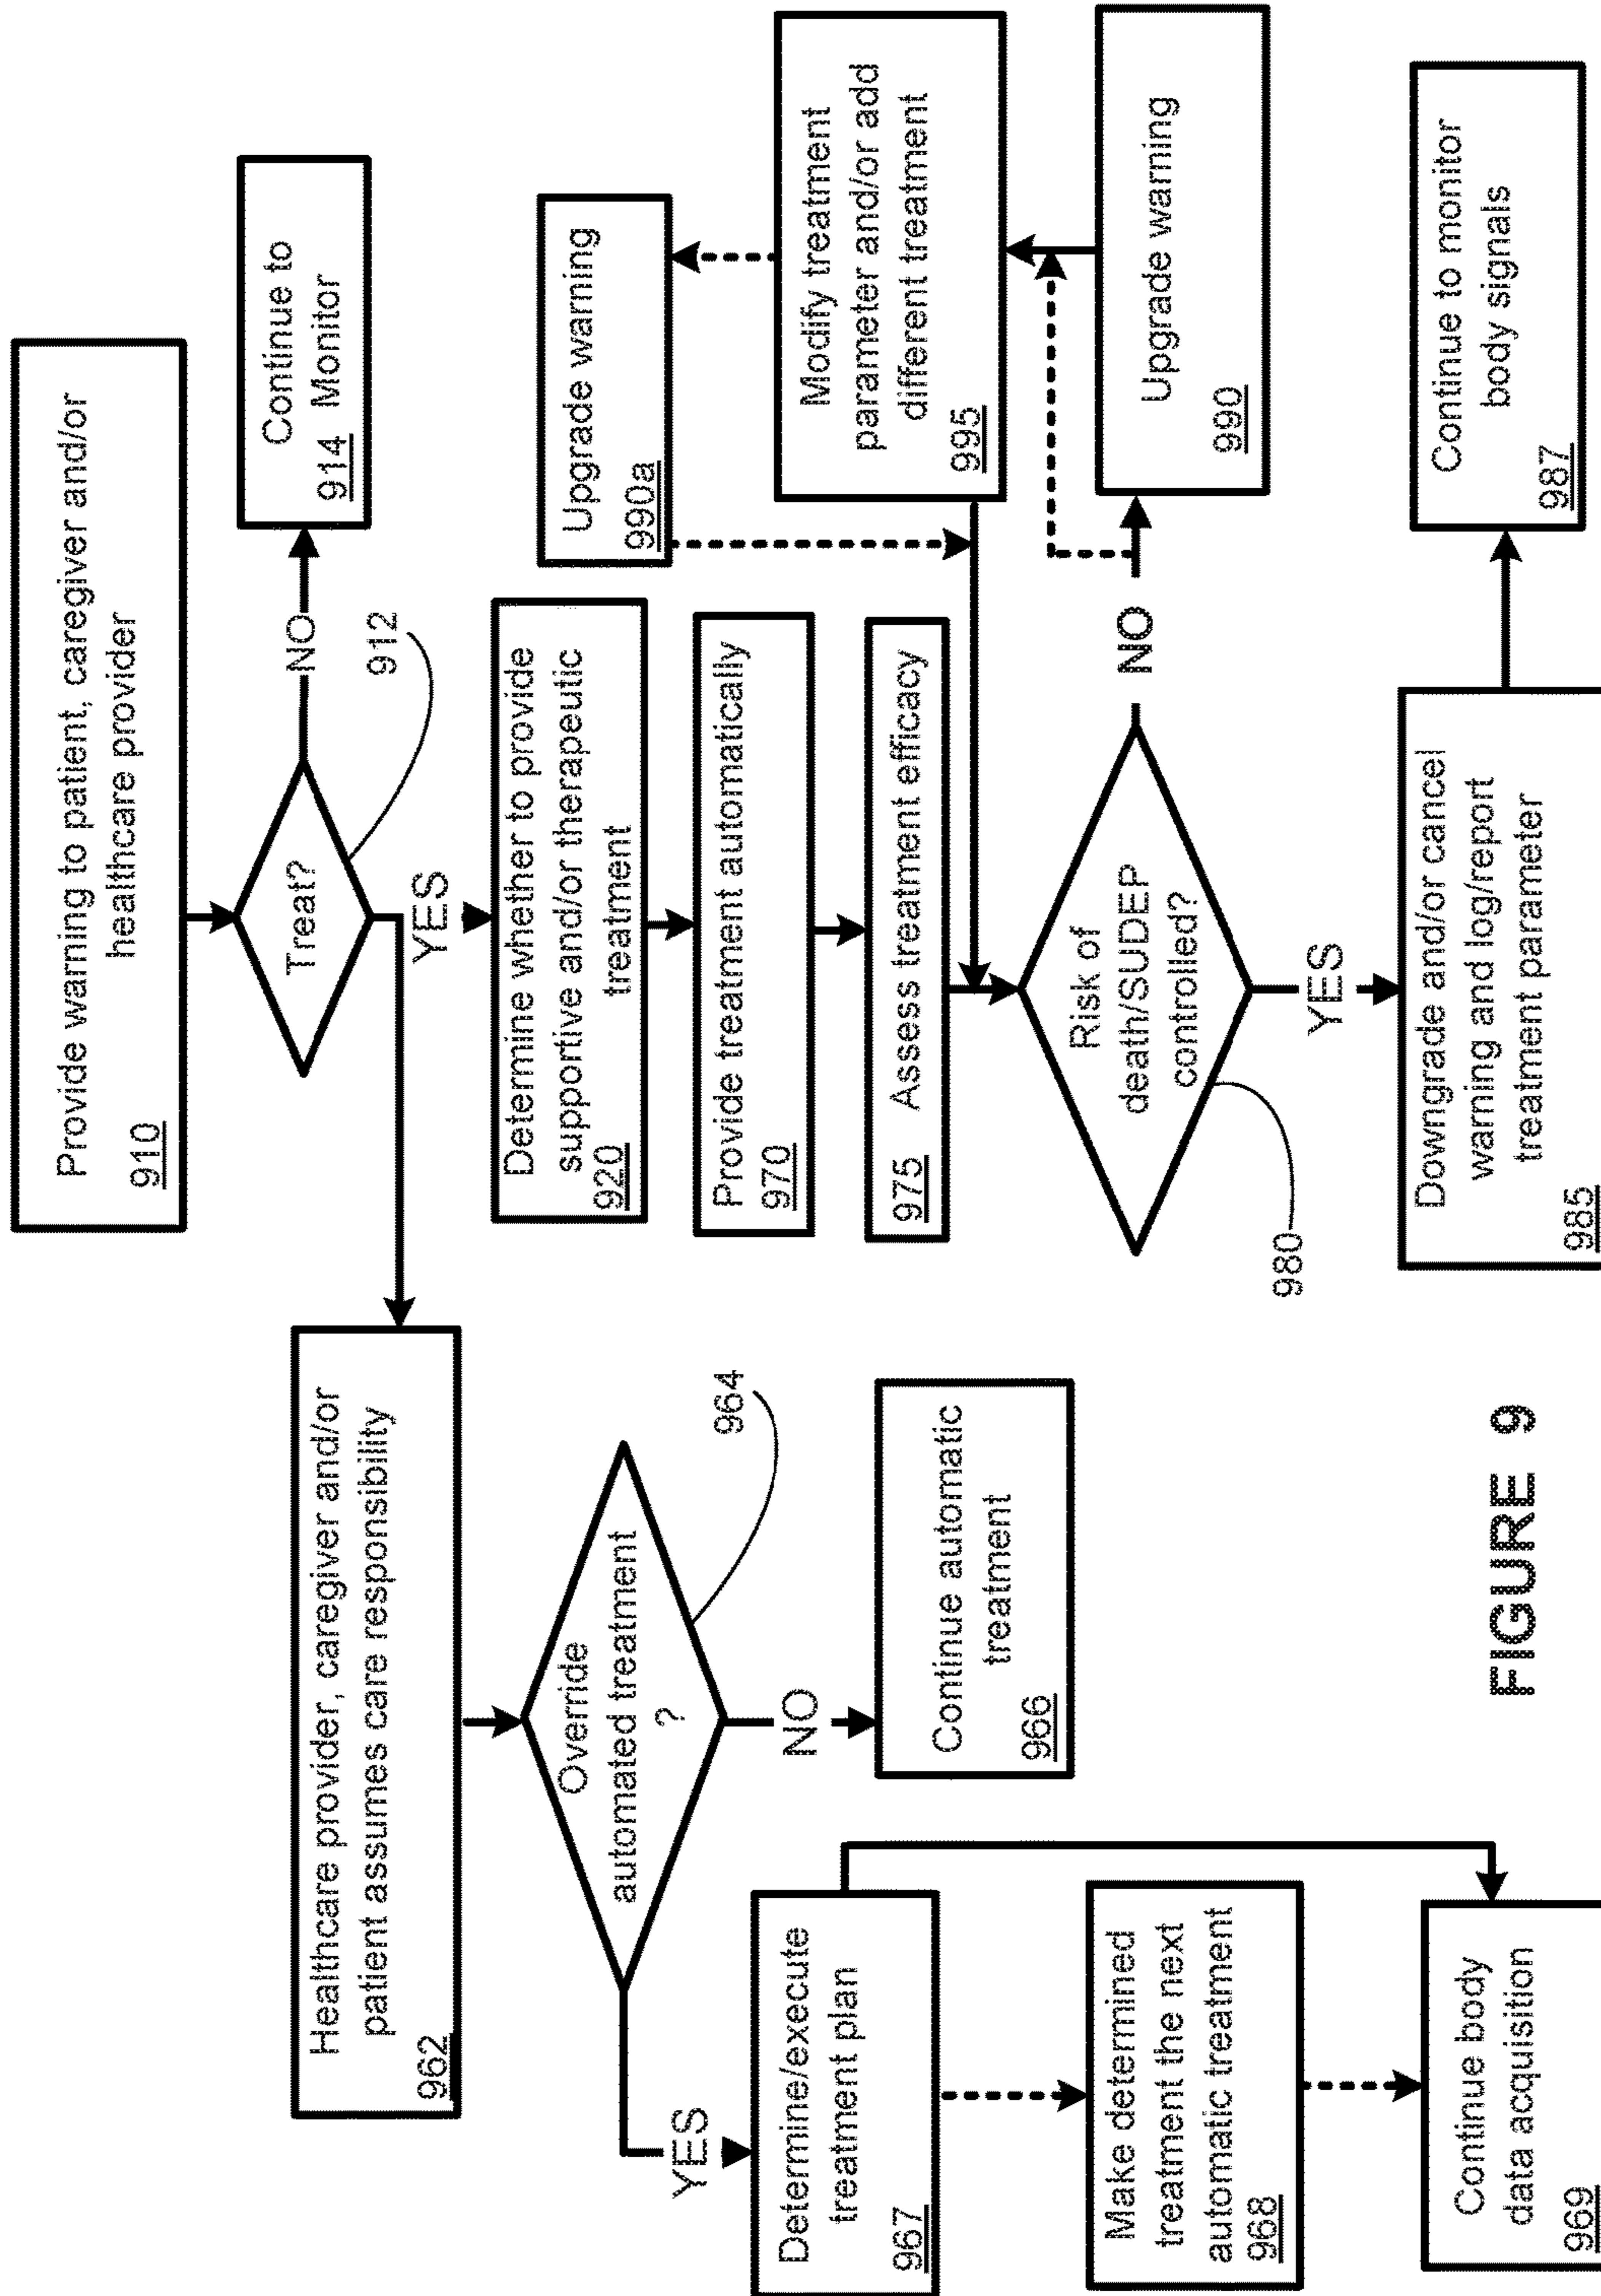 Provide warning to patient, caregiver and/or
healthcare provider
910
Treat?
912
NO
Continue to
914 Monitor
YES
Healthcare provider, caregiver and/or
patient assumes care responsibility
962
Override
automated treatment
?
964
NO
Continue automatic
treatment
966
YES
Determine/execute
treatment plan
967
Make determined
treatment the next
automatic treatment
968
Continue body
data acquisition
969
Determine whether to provide
supportive and/or therapeutic
920 treatment
Provide treatment automatically
970
975 Assess treatment efficacy
Risk of
death/SUDEP
controlled?
980
NO
Upgrade warning
990
Modify treatment
parameter and/or add
different treatment
995
Upgrade warning
990a
YES
Downgrade and/or cancel
warning and log/report
treatment parameter
985
Continue to monitor
body signals
987
FIGURE 9